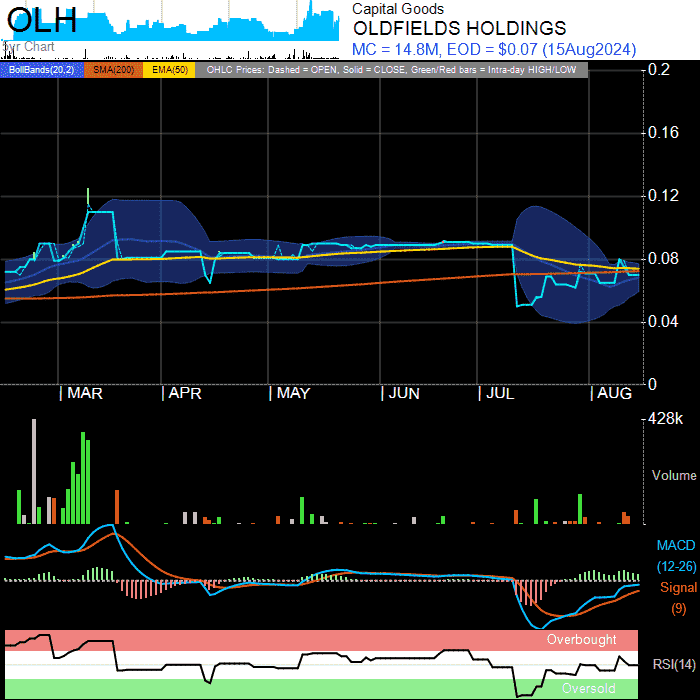 OLH
Capital Goods
OLDFIELDS HOLDINGS
5yr Chart
MC = 14.8M, EOD = $0.07 (15Aug2024)
BollBands(20,2) SMA(200) EMA(50) OHLC Prices: Dashed = OPEN, Solid = CLOSE, Green/Red bars = Intra-day HIGH/LOW
0.2
0.16
0.12
0.08
0.04
0
MAR APR MAY JUN JUL AUG
428k
Volume
MACD
(12-26)
Signal
(9)
Overbought
RSI(14)
Oversold